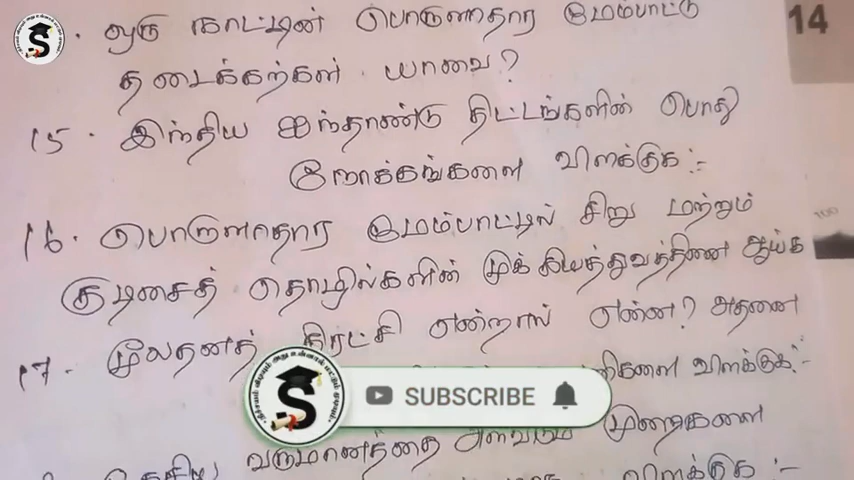 . ஒரு நாட்டின் பொருளாதார மேம்பாட்டு
14
தடைக்கற்கள் யாவை?
15. இந்திய ஐந்தாண்டு திட்டங்களின் பொது
நோக்கங்களை விளக்குக:-
16. பொருளாதார மேம்பாட்டில் சிறு மற்றும்
குடிசைத் தொழில்களின் முக்கியத்துவத்தினை ஆய்க
17. மூலதனத் திரட்சி என்றால் என்ன? அதனை
விளக்குக:-
SUBSCRIBE
வருமானத்தை அளவிடும் முறைகளை
விளக்குக:-